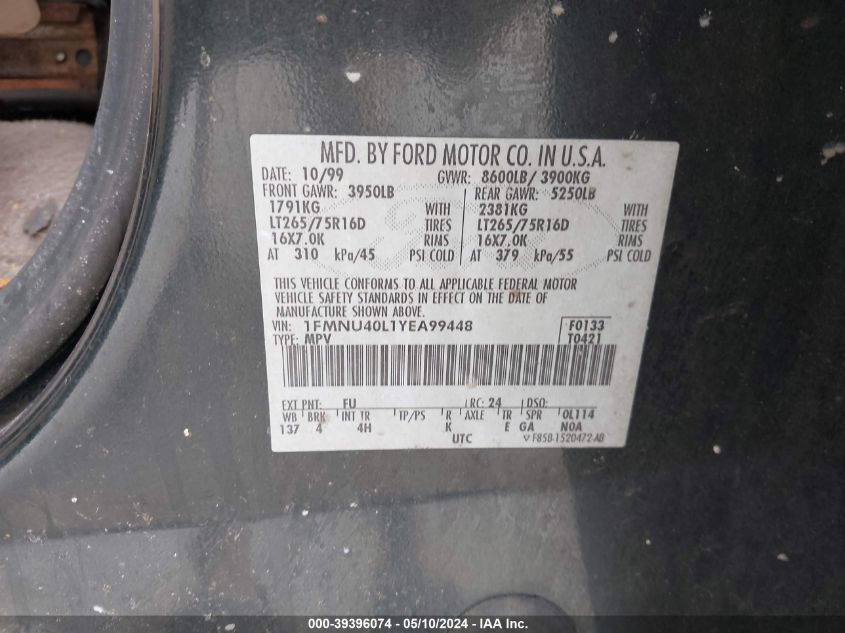 MFD. BY FORD MOTOR CO. IN U.S.A.
DATE: 10/99 GVWR: 8600LB/ 3900KG
FRONT GAWR: 3950LB REAR GAWR: 5250LB
1791KG WITH 2381KG WITH
LT265/75R16D TIRES LT265/75R16D TIRES
16X7.0K RIMS 16X7.0K RIMS
AT 310 kPa/45 PSI COLD AT 379 kPa/55 PSI COLD
THIS VEHICLE CONFORMS TO ALL APPLICABLE FEDERAL MOTOR
VEHICLE SAFETY STANDARDS IN EFFECT ON THE DATE OF
MANUFACTURE SHOWN ABOVE.
VIN: 1FMNU40L1YEA99448 F0133
TYPE: MPV T0421
EXT PNT: FU RC: 24 DSO:
WB BRK INT TR TP/PS R AXLE TR SPR 0L114
137 4 4H K E GA N0A
UTC F85B-1520472-AB
000-39396074 - 05/10/2024 - IAA Inc.